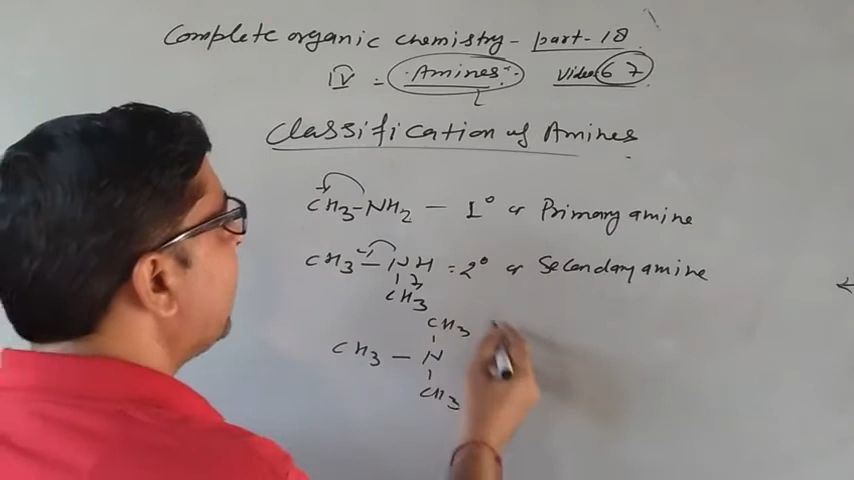 Complete organic chemistry - part - 18
IV = Amines Video 67
Classification of Amines
CH3-NH2 - 1° or Primary amine
CH3 - NH = 2° or Secondary amine
CH3
CH3
CH3 - N
CH3